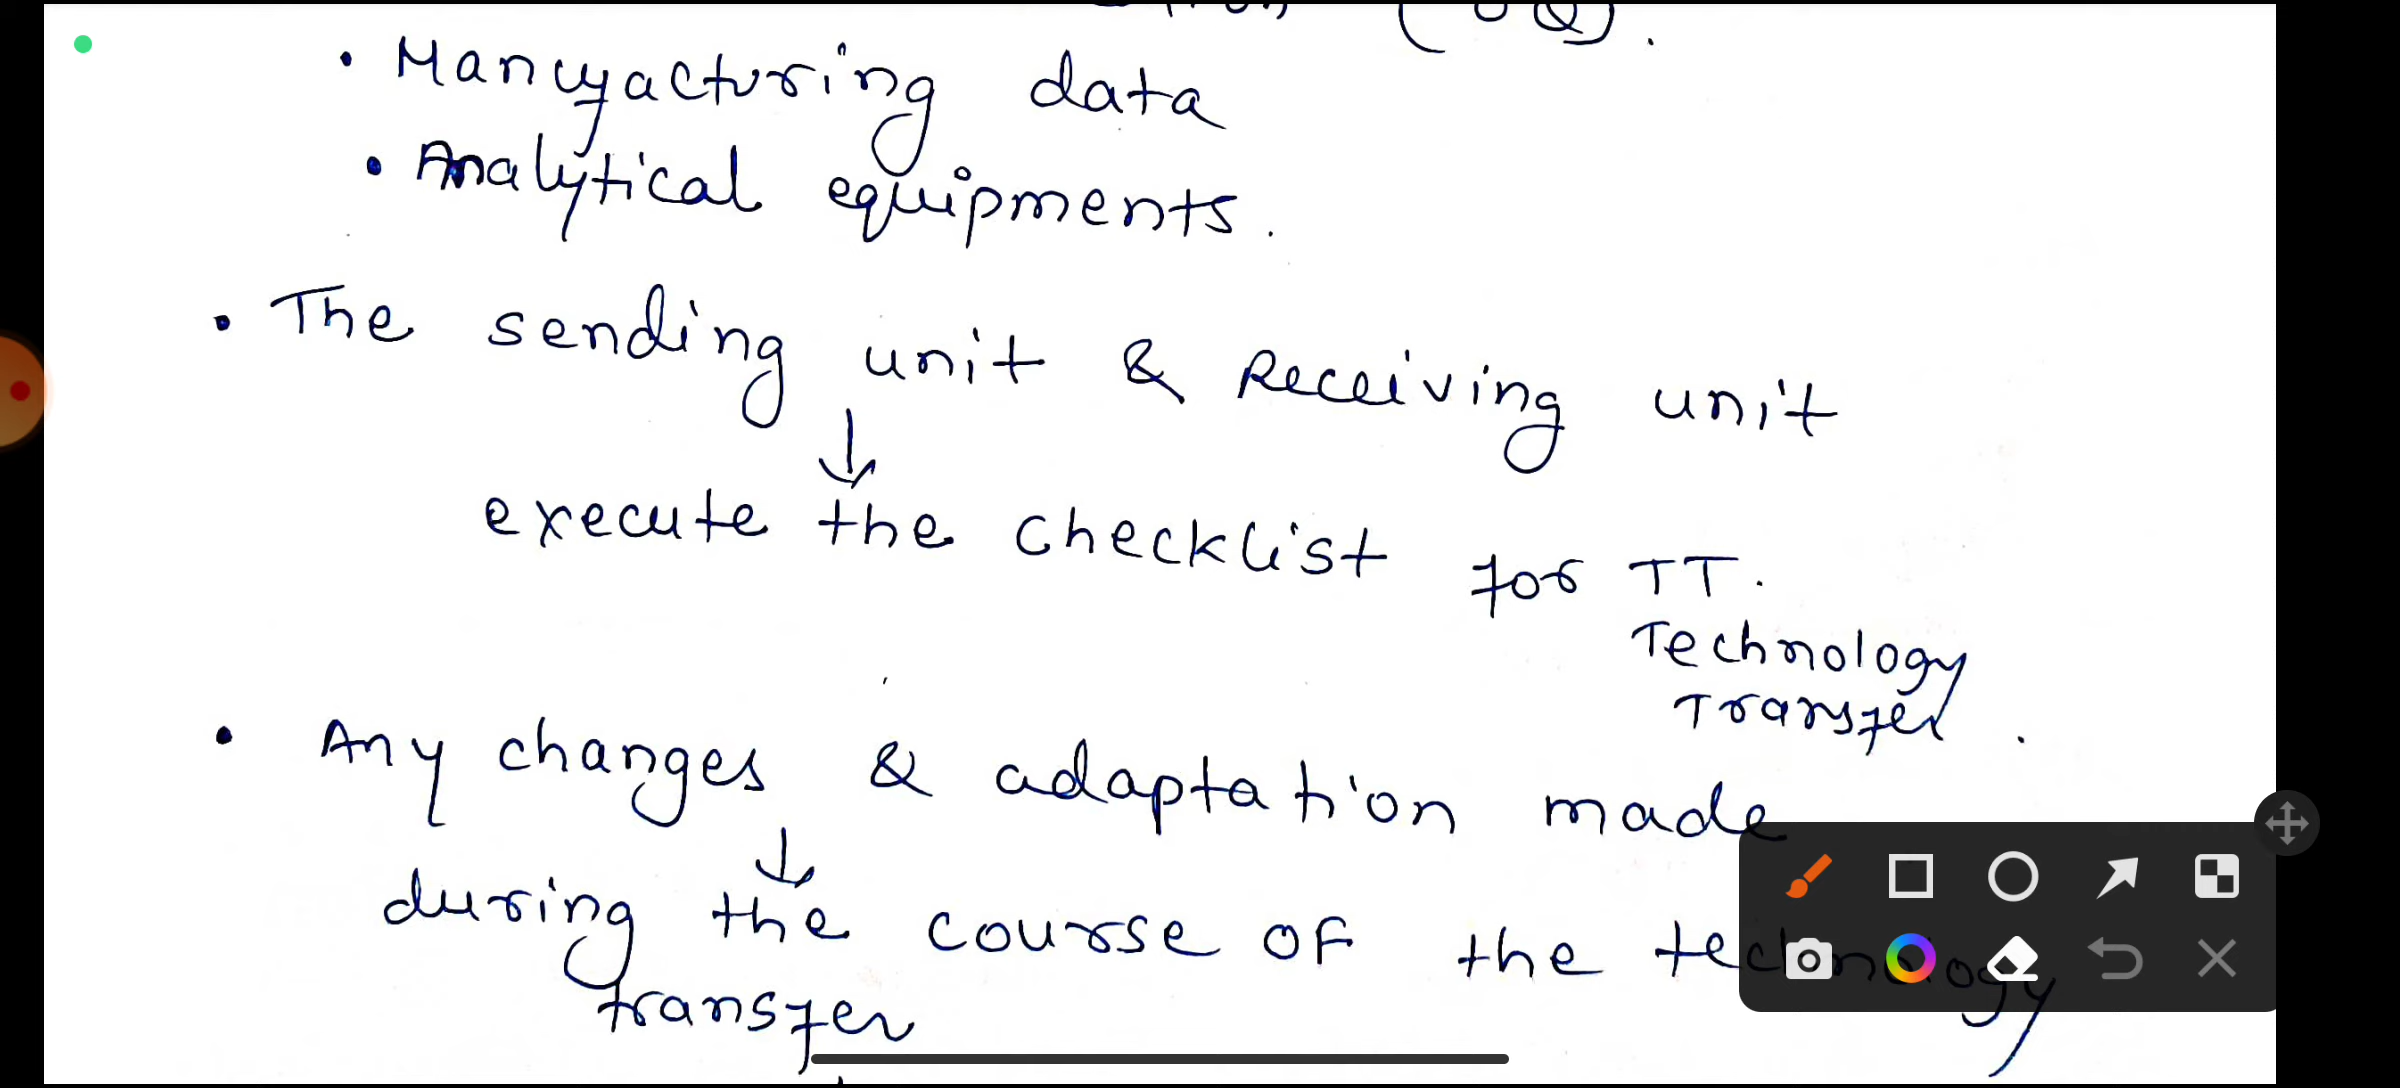 • Manufacturing data
• Analytical equipments.
• The sending unit & Receiving unit
↓
execute the checklist for TT.
Technology
Transfer.
• Any changes & adaptation made
↓
during the course of the technology
transfer